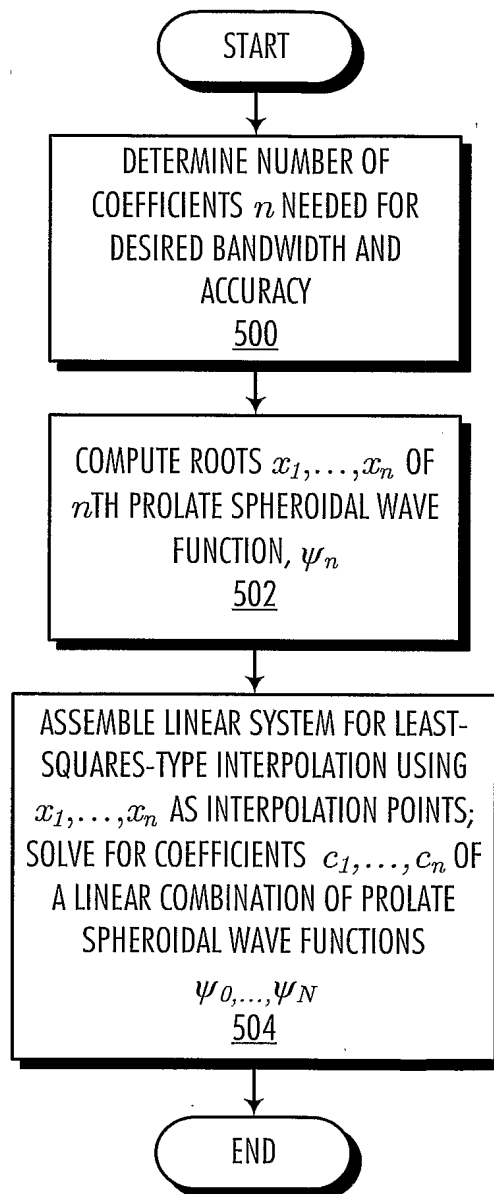 START
DETERMINE NUMBER OF
COEFFICIENTS n NEEDED FOR
DESIRED BANDWIDTH AND
ACCURACY
500
COMPUTE ROOTS x₁,...,xₙ OF
nTH PROLATE SPHEROIDAL WAVE
FUNCTION, ψₙ
502
ASSEMBLE LINEAR SYSTEM FOR LEAST-
SQUARES-TYPE INTERPOLATION USING
x₁,...,xₙ AS INTERPOLATION POINTS;
SOLVE FOR COEFFICIENTS c₁,...,cₙ OF
A LINEAR COMBINATION OF PROLATE
SPHEROIDAL WAVE FUNCTIONS
ψ₀,...,ψN
504
END